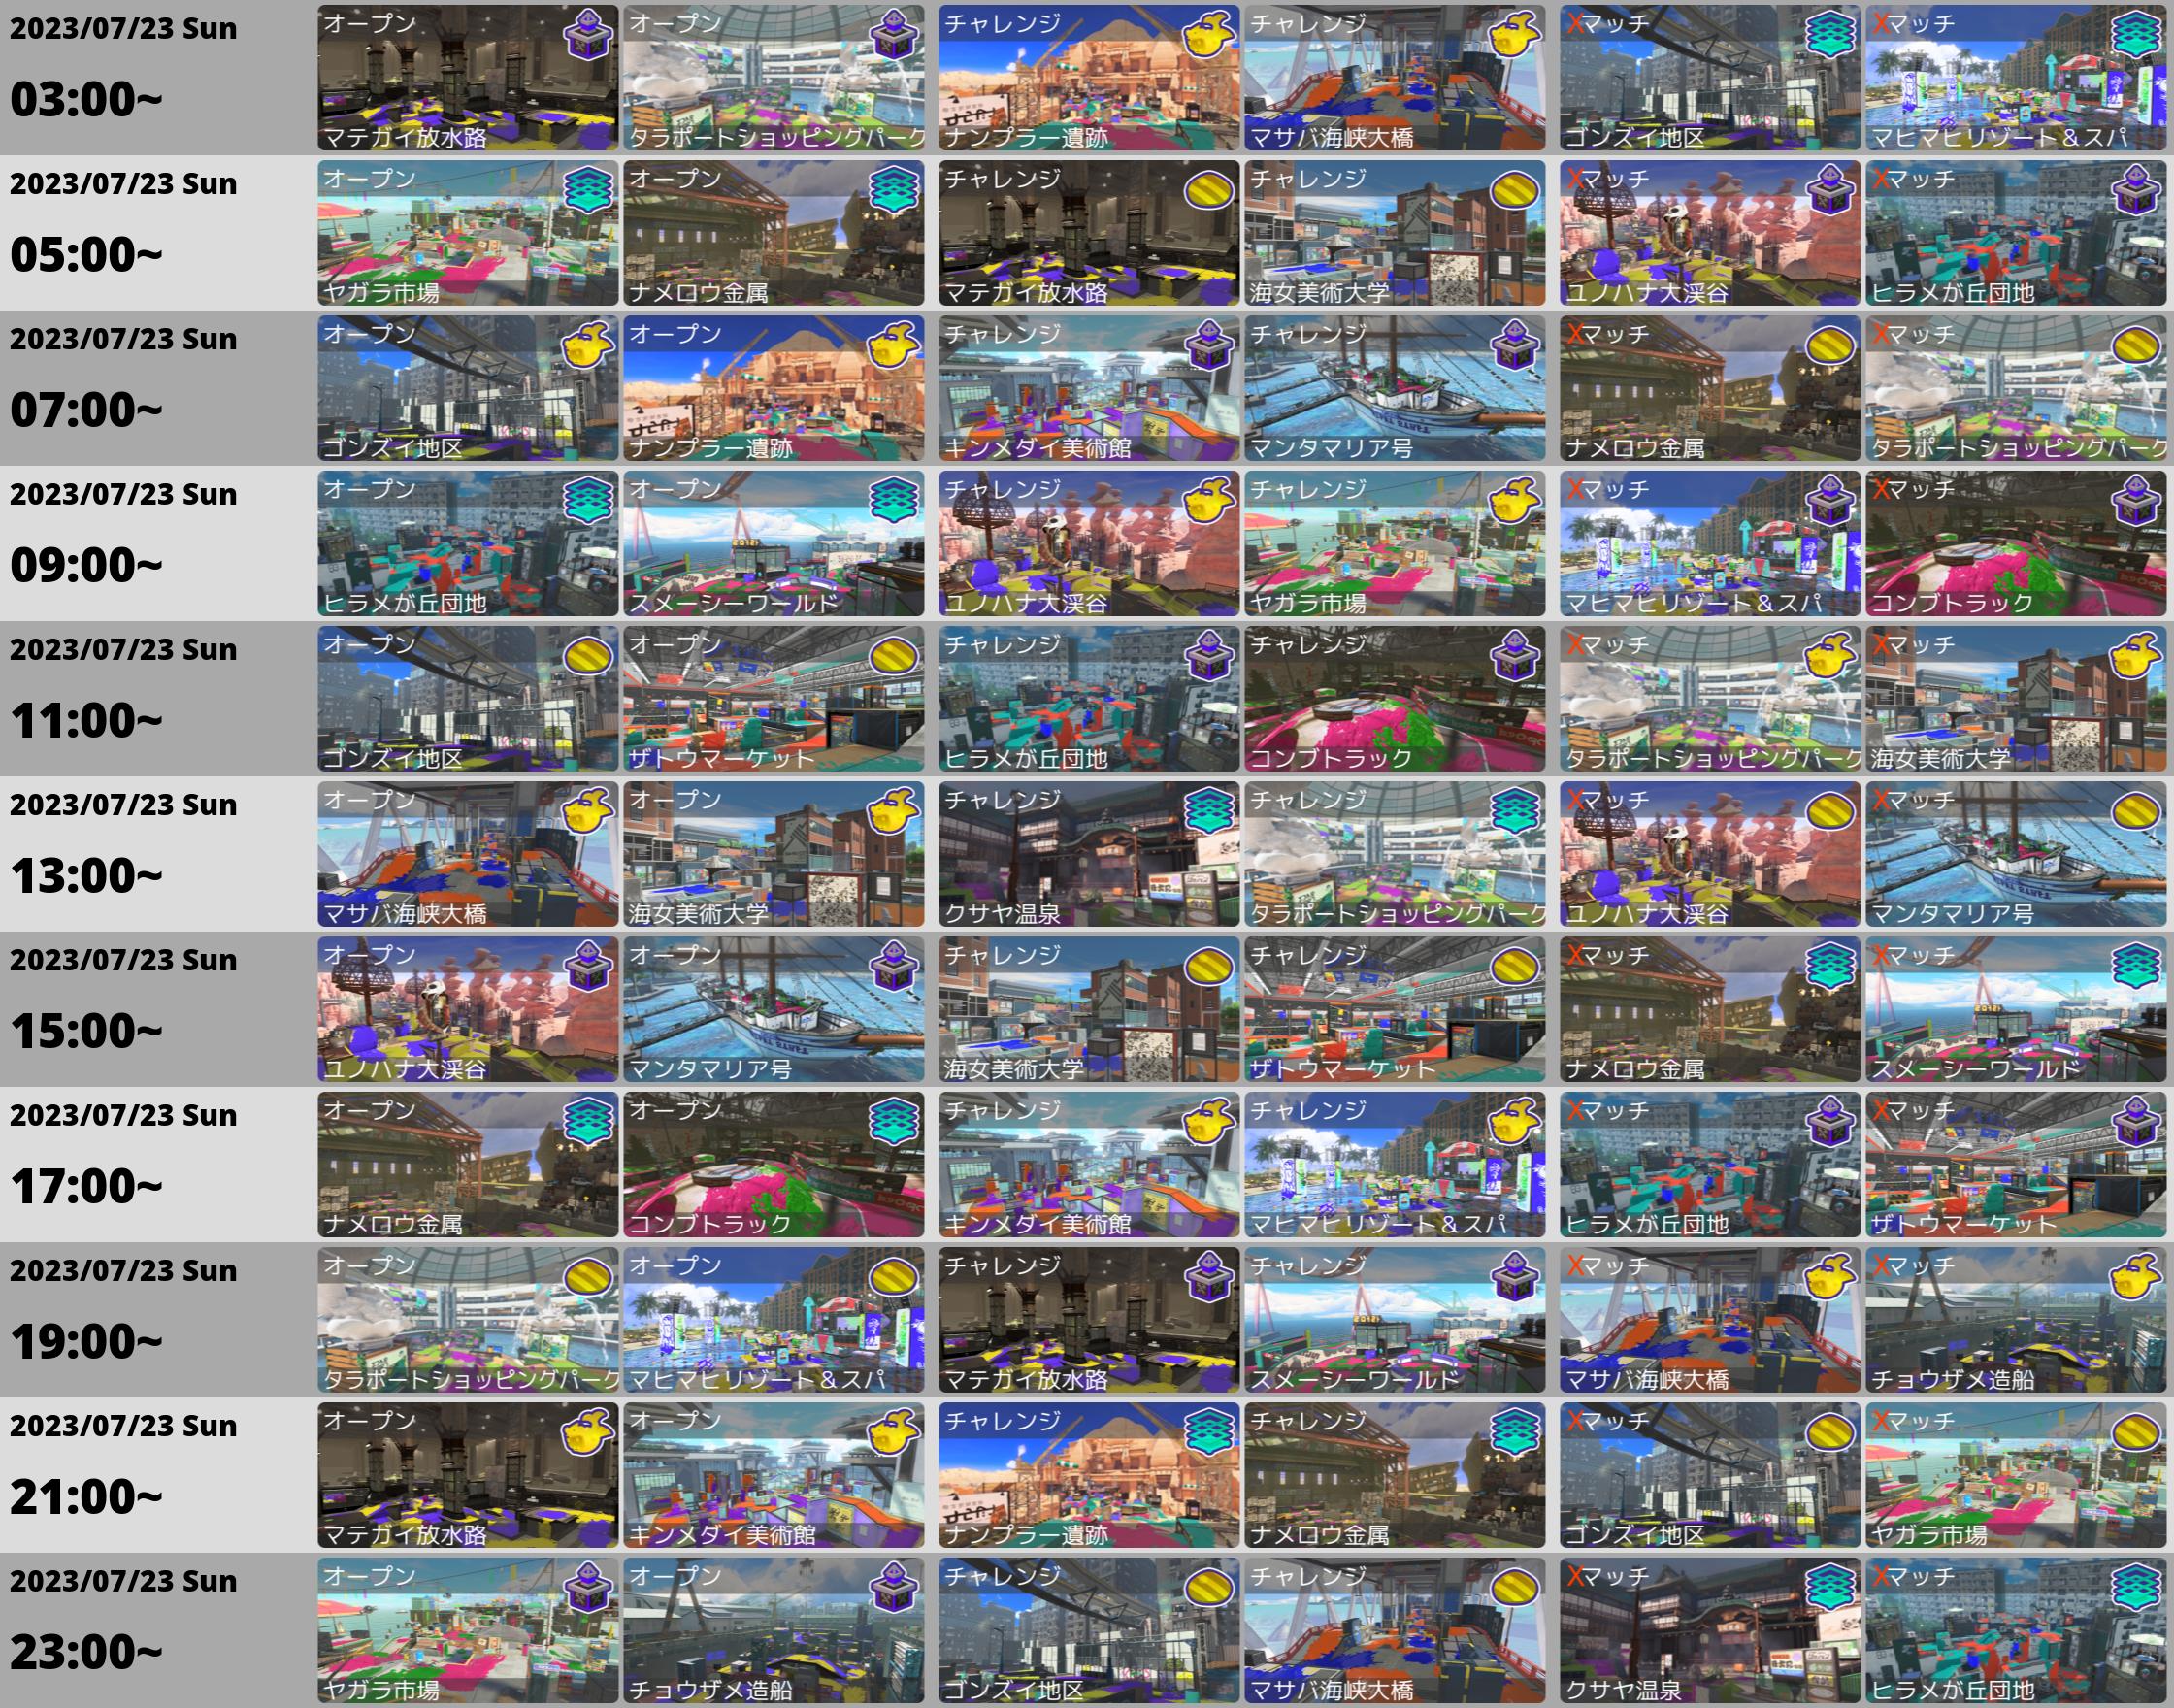 2023/07/23 Sun
03:00~
オープン
マテガイ放水路
オープン
タラポートショッピングパーク
チャレンジ
ナンプラー遺跡
チャレンジ
マサバ海峡大橋
Xマッチ
ゴンズイ地区
Xマッチ
マヒマヒリゾート&スパ
2023/07/23 Sun
05:00~
オープン
ヤガラ市場
オープン
ナメロウ金属
チャレンジ
マテガイ放水路
チャレンジ
海女美術大学
Xマッチ
ユノハナ大渓谷
Xマッチ
ヒラメが丘団地
2023/07/23 Sun
07:00~
オープン
ゴンズイ地区
オープン
ナンプラー遺跡
チャレンジ
キンメダイ美術館
チャレンジ
マンタマリア号
Xマッチ
ナメロウ金属
Xマッチ
タラポートショッピングパーク
2023/07/23 Sun
09:00~
オープン
ヒラメが丘団地
オープン
スメーシーワールド
チャレンジ
ユノハナ大渓谷
チャレンジ
ヤガラ市場
Xマッチ
マヒマヒリゾート&スパ
Xマッチ
コンブトラック
2023/07/23 Sun
11:00~
オープン
ゴンズイ地区
オープン
ザトウマーケット
チャレンジ
ヒラメが丘団地
チャレンジ
コンブトラック
Xマッチ
タラポートショッピングパーク
Xマッチ
海女美術大学
2023/07/23 Sun
13:00~
オープン
マサバ海峡大橋
オープン
海女美術大学
チャレンジ
クサヤ温泉
チャレンジ
タラポートショッピングパーク
Xマッチ
ユノハナ大渓谷
Xマッチ
マンタマリア号
2023/07/23 Sun
15:00~
オープン
ユノハナ大渓谷
オープン
マンタマリア号
チャレンジ
海女美術大学
チャレンジ
ザトウマーケット
Xマッチ
ナメロウ金属
Xマッチ
スメーシーワールド
2023/07/23 Sun
17:00~
オープン
ナメロウ金属
オープン
コンブトラック
チャレンジ
キンメダイ美術館
チャレンジ
マヒマヒリゾート&スパ
Xマッチ
ヒラメが丘団地
Xマッチ
ザトウマーケット
2023/07/23 Sun
19:00~
オープン
タラポートショッピングパーク
オープン
マヒマヒリゾート&スパ
チャレンジ
マテガイ放水路
チャレンジ
スメーシーワールド
Xマッチ
マサバ海峡大橋
Xマッチ
チョウザメ造船
2023/07/23 Sun
21:00~
オープン
マテガイ放水路
オープン
キンメダイ美術館
チャレンジ
ナンプラー遺跡
チャレンジ
ナメロウ金属
Xマッチ
ゴンズイ地区
Xマッチ
ヤガラ市場
2023/07/23 Sun
23:00~
オープン
ヤガラ市場
オープン
チョウザメ造船
チャレンジ
ゴンズイ地区
チャレンジ
マサバ海峡大橋
Xマッチ
クサヤ温泉
Xマッチ
ヒラメが丘団地